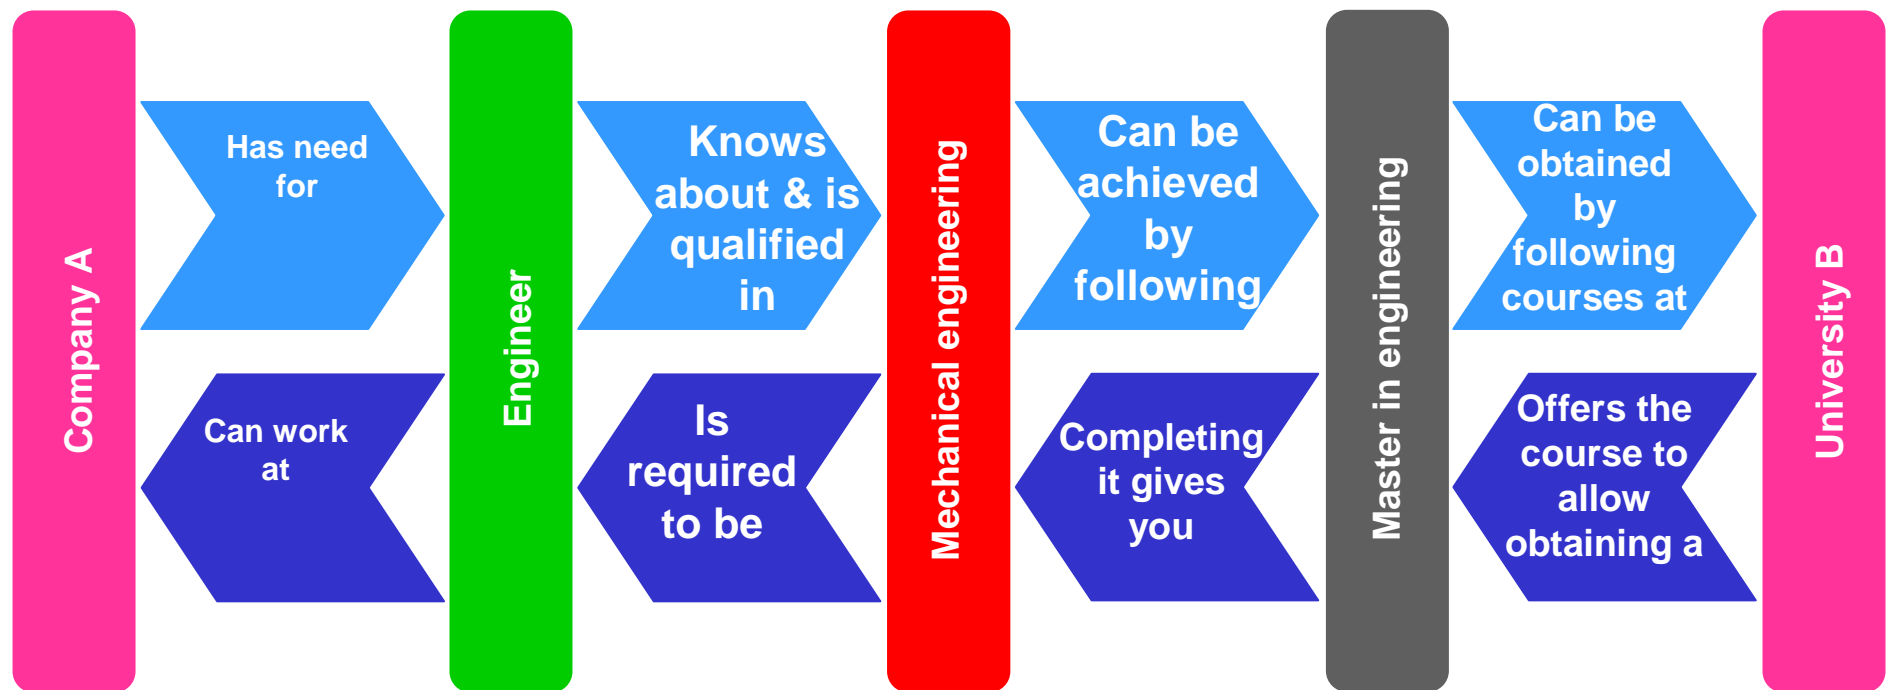 Company A
Has need
for
Can work
at
Engineer
Knows
about & is
qualified
in
Is
required
to be
Mechanical engineering
Can be
achieved
by
following
Completing
it gives
you
Master in engineering
Can be
obtained
by
following
courses at
Offers the
course to
allow
obtaining a
University B